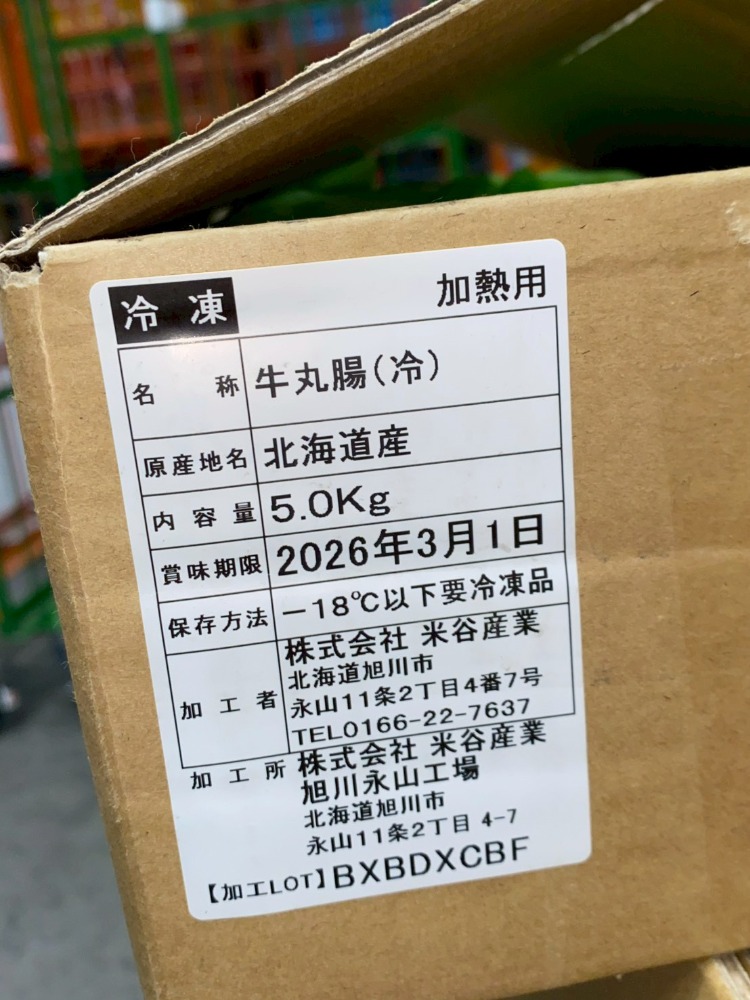 冷凍 加熱用
名称 牛丸腸(冷)
原産地名 北海道産
内容量 5.0Kg
賞味期限 2026年3月1日
保存方法 －18℃以下要冷凍品
加工者 株式会社 米谷産業
北海道旭川市
永山11条2丁目4番7号
TEL0166-22-7637
加工所 株式会社 米谷産業
旭川永山工場
北海道旭川市
永山11条2丁目 4-7
【加工LOT】BXBDXCBF